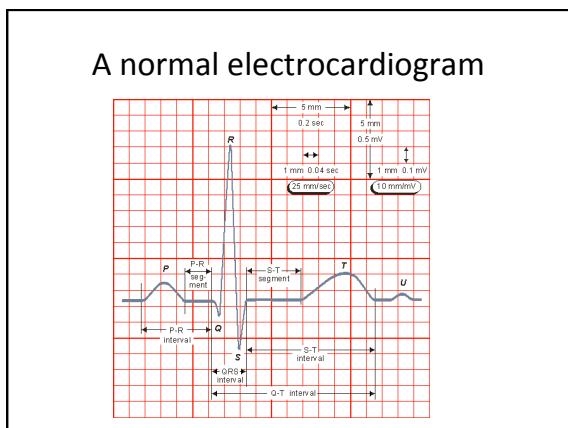 A normal electrocardiogram
5 mm
0.2 sec
5 mm
0.5 mV
R
1 mm 0.04 sec
25 mm/sec
1 mm 0.1 mV
10 mm/mV
P
P-R
seg-
ment
S-T
segment
T
U
Q
S
P-R
interval
S-T
interval
QRS
interval
Q-T interval